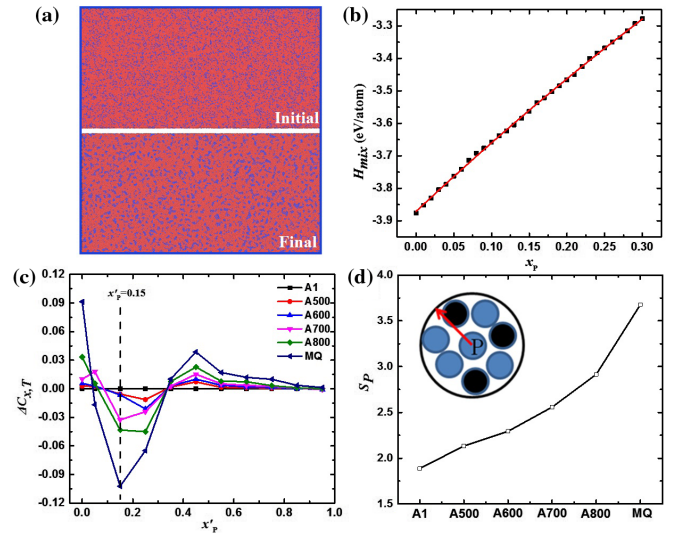 (a)
Initial
Final
(b)
-3.3
-3.4
-3.5
-3.6
-3.7
-3.8
-3.9
H_mix (eV/atom)
0.00 0.05 0.10 0.15 0.20 0.25 0.30
x_P
(c)
0.12
0.09
0.06
0.03
0.00
-0.03
-0.06
-0.09
-0.12
ΔC_x,T
x'_P=0.15
A1
A500
A600
A700
A800
MQ
0.0 0.2 0.4 0.6 0.8 1.0
x'_P
(d)
4.0
3.5
3.0
2.5
2.0
1.5
S_P
P
A1 A500 A600 A700 A800 MQ